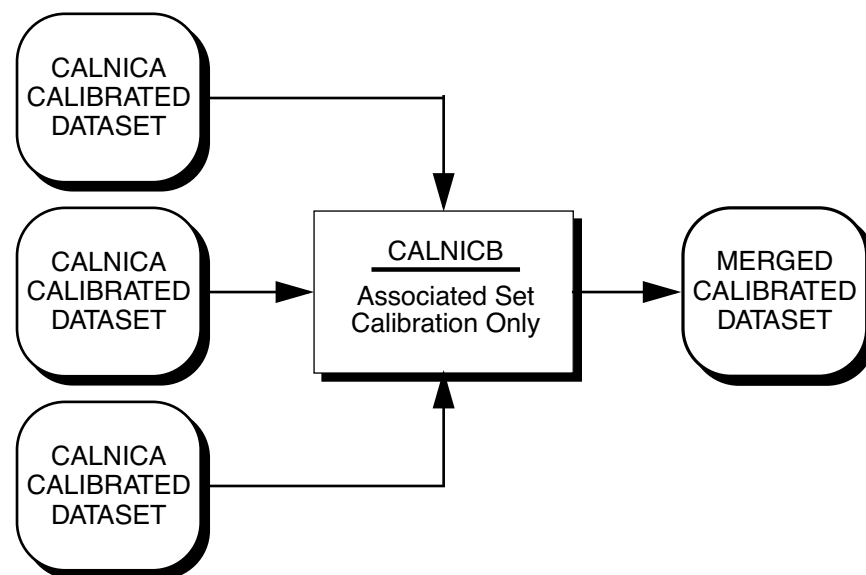 CALNICA
CALIBRATED
DATASET
CALNICA
CALIBRATED
DATASET
CALNICA
CALIBRATED
DATASET
CALNICB
Associated Set
Calibration Only
MERGED
CALIBRATED
DATASET